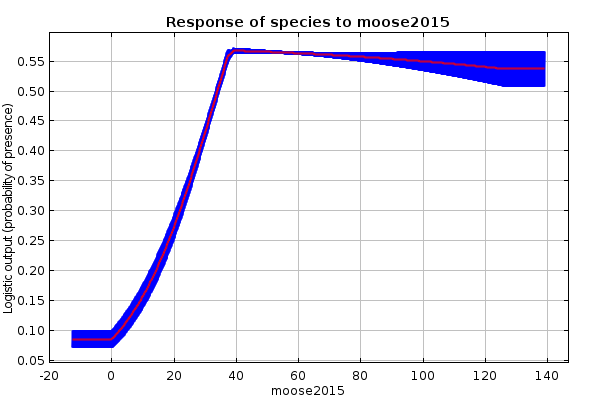 Response of species to moose2015
Logistic output (probability of presence)
0.55
0.50
0.45
0.40
0.35
0.30
0.25
0.20
0.15
0.10
0.05
-20 0 20 40 60 80 100 120 140
moose2015